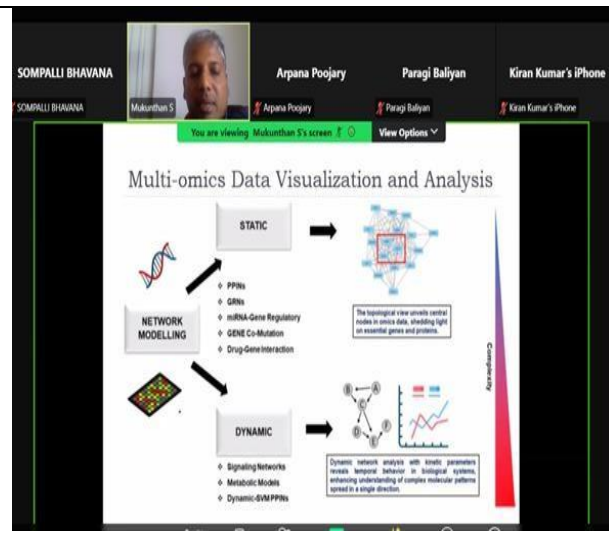 SOMPALLI BHAVANA
Arpana Poojary
Paragi Baliyan
Kiran Kumar's iPhone
SOMPALLI BHAVANA
Mukunthan S
Arpana Poojary
Paragi Baliyan
Kiran Kumar's iPhone
You are viewing Mukunthan S's screen
View Options
Multi-omics Data Visualization and Analysis
STATIC
PPINs
GRNs
miRNA-Gene Regulatory
GENE Co-Mutation
Drug-Gene Interaction
The topological view unveils central
nodes in omics data, shedding light
on essential genes and proteins.
NETWORK
MODELLING
Complexity
DYNAMIC
Signaling Networks
Metabolic Models
Dynamic-SVM PPINs
B A
C
D F
E
Dynamic network analysis with kinetic parameters
reveals temporal behavior in biological systems,
enhancing understanding of complex molecular patterns
spread in a single direction.